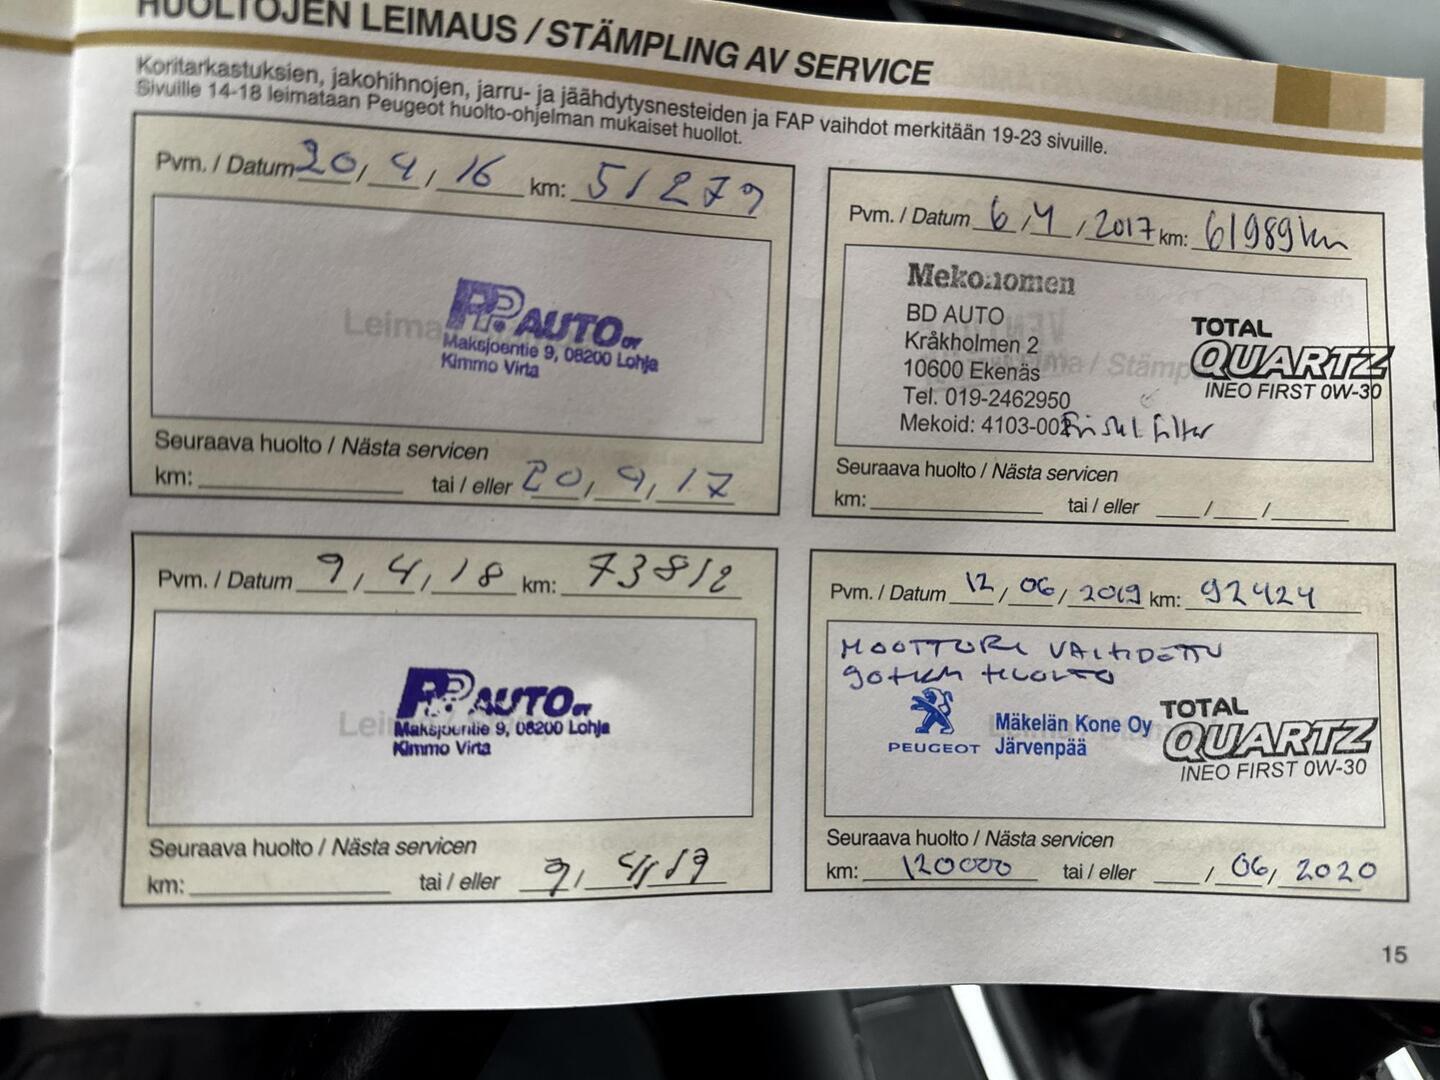 HUOLTOJEN LEIMAUS / STÄMPLING AV SERVICE
Koritarkastuksien, jakohihnojen, jarru- ja jäähdytysnesteiden ja FAP vaihdot merkitään 19-23 sivuille.
Sivuille 14-18 leimataan Peugeot huolto-ohjelman mukaiset huollot.
Pvm. / Datum 20, 4, 16 km: 51279
PP AUTO OY
Maksjoentie 9, 08200 Lohja
Kimmo Virta
Seuraava huolto / Nästa servicen
km: tai / eller 20, 4, 17
Pvm. / Datum 6 / 4 / 2017 km: 61989 km
Mekonomen
BD AUTO
Kråkholmen 2
10600 Ekenäs
Tel. 019-2462950
Mekoid: 4103-002 Friskl filter
TOTAL
QUARTZ
INEO FIRST 0W-30
Seuraava huolto / Nästa servicen
km: tai / eller / /
Pvm. / Datum 9, 4, 18 km: 73812
PP AUTO OY
Maksjoentie 9, 08200 Lohja
Kimmo Virta
Seuraava huolto / Nästa servicen
km: tai / eller 9, 4, 19
Pvm. / Datum 12 / 06 / 2019 km: 92424
MOOTTORI VAIHDETTU
90TKM HUOLTO
PEUGEOT
Mäkelän Kone Oy
Järvenpää
TOTAL
QUARTZ
INEO FIRST 0W-30
Seuraava huolto / Nästa servicen
km: 120000 tai / eller / 06, 2020
15